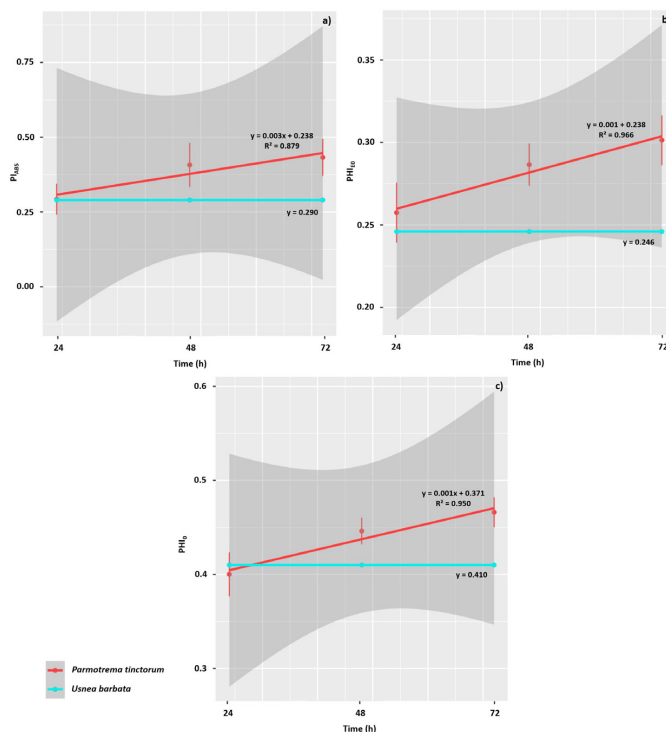 a)
0.75
0.50
0.25
0.00
PI_ABS
y = 0.003x + 0.238
R² = 0.879
y = 0.290
24 48 72
Time (h)
b)
0.35
0.30
0.25
0.20
PHI_E0
y = 0.001 + 0.238
R² = 0.966
y = 0.246
24 48 72
Time (h)
c)
0.6
0.5
0.4
0.3
PHI_0
y = 0.001x + 0.371
R² = 0.950
y = 0.410
24 48 72
Time (h)
Parmotrema tinctorum
Usnea barbata